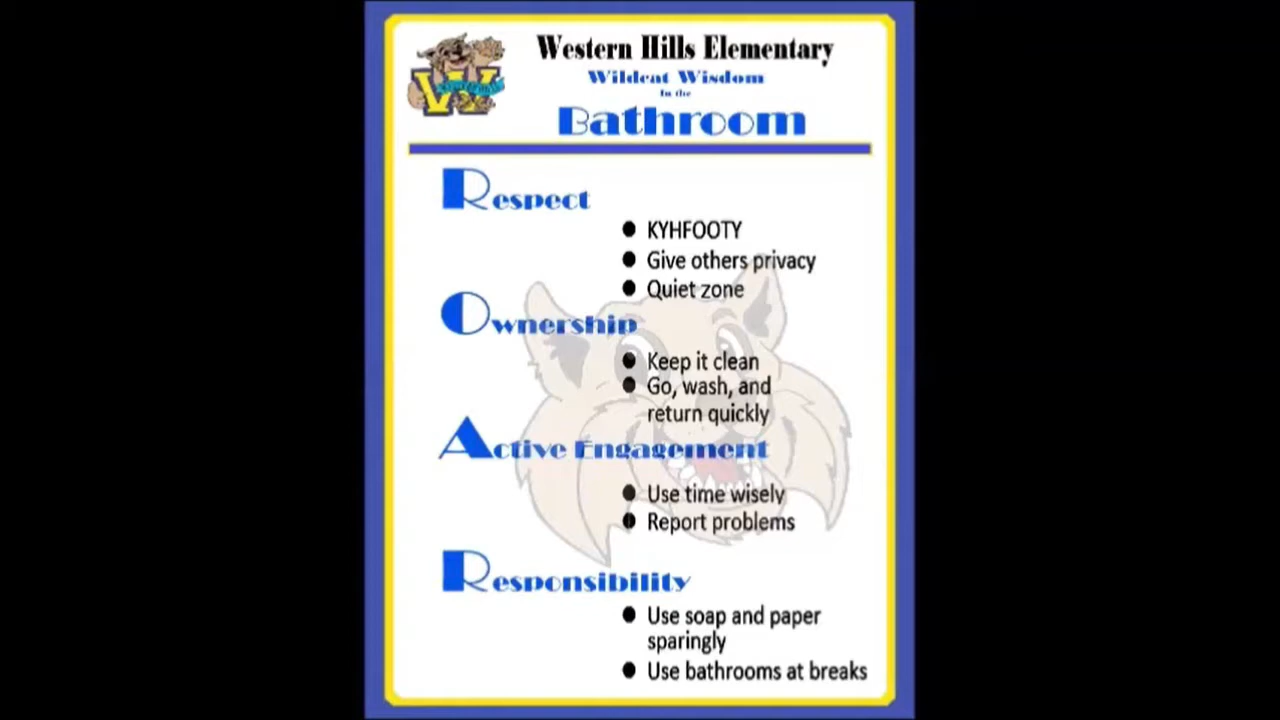 Western Hills Elementary
Wildcat Wisdom
In the
Bathroom
Respect
● KYHFOOTY
● Give others privacy
● Quiet zone
Ownership
● Keep it clean
● Go, wash, and
return quickly
Active Engagement
● Use time wisely
● Report problems
Responsibility
● Use soap and paper
sparingly
● Use bathrooms at breaks